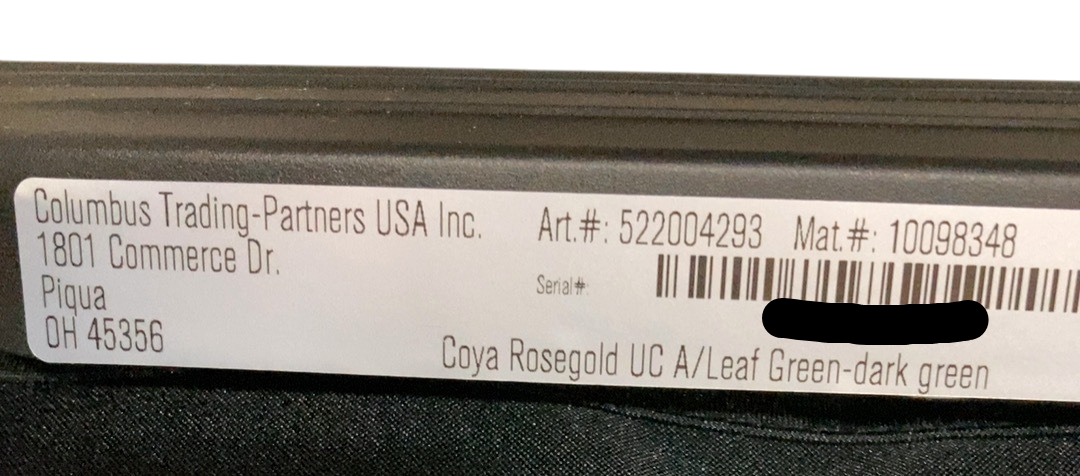 Columbus Trading-Partners USA Inc.
1801 Commerce Dr.
Piqua
OH 45356
Art.#: 522004293 Mat.#: 10098348
Serial#:
Coya Rosegold UC A/Leaf Green-dark green